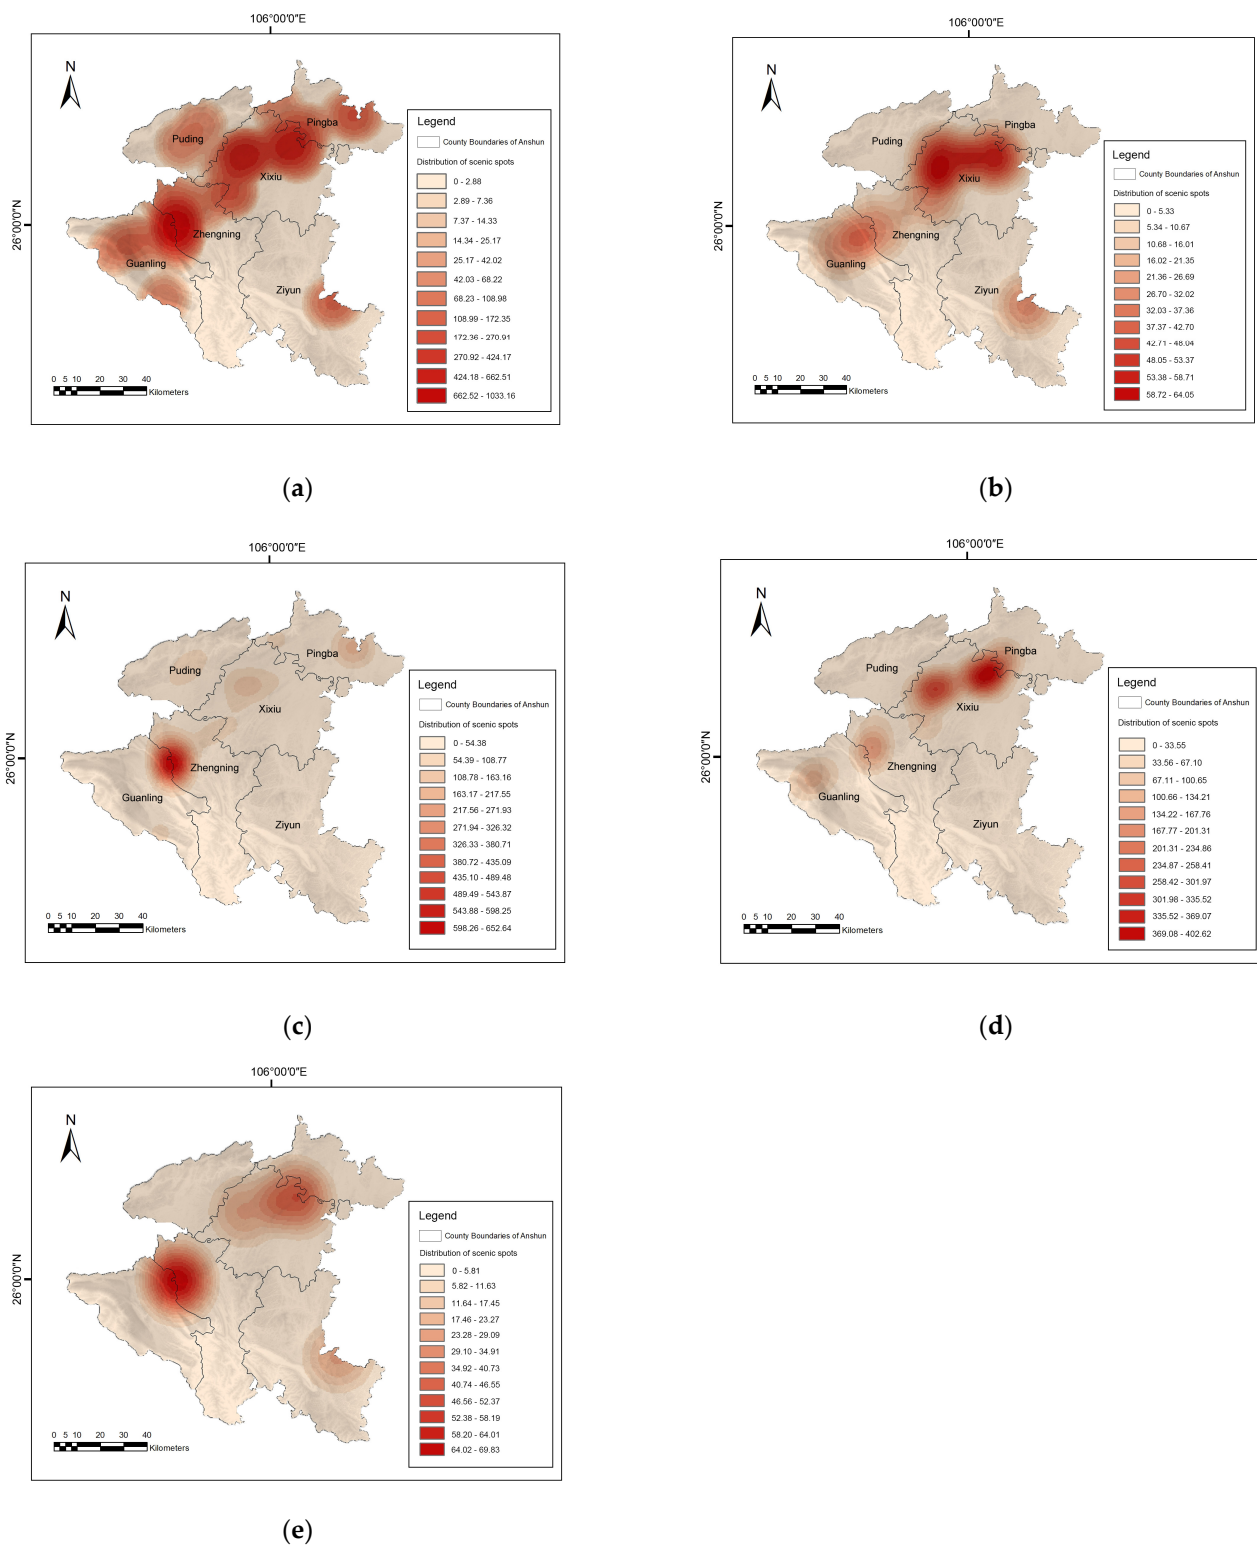 106°00'0"E
N
26°00'0"N
Puding
Pingba
Xixiu
Zhengning
Guanling
Ziyun
0 5 10 20 30 40
Kilometers
Legend
County Boundaries of Anshun
Distribution of scenic spots
0 - 2.88
2.89 - 7.36
7.37 - 14.33
14.34 - 25.17
25.17 - 42.02
42.03 - 68.22
68.23 - 108.98
108.99 - 172.35
172.36 - 270.91
270.92 - 424.17
424.18 - 662.51
662.52 - 1033.16
(a)
106°00'0"E
N
26°00'0"N
Puding
Pingba
Xixiu
Zhengning
Guanling
Ziyun
0 5 10 20 30 40
Kilometers
Legend
County Boundaries of Anshun
Distribution of scenic spots
0 - 5.33
5.34 - 10.67
10.68 - 16.01
16.02 - 21.35
21.36 - 26.69
26.70 - 32.02
32.03 - 37.36
37.37 - 42.70
42.71 - 48.04
48.05 - 53.37
53.38 - 58.71
58.72 - 64.05
(b)
106°00'0"E
N
26°00'0"N
Puding
Pingba
Xixiu
Zhengning
Guanling
Ziyun
0 5 10 20 30 40
Kilometers
Legend
County Boundaries of Anshun
Distribution of scenic spots
0 - 54.38
54.39 - 108.77
108.78 - 163.16
163.17 - 217.55
217.56 - 271.93
271.94 - 326.32
326.33 - 380.71
380.72 - 435.09
435.10 - 489.48
489.49 - 543.87
543.88 - 598.25
598.26 - 652.64
(c)
106°00'0"E
N
26°00'0"N
Puding
Pingba
Xixiu
Zhengning
Guanling
Ziyun
0 5 10 20 30 40
Kilometers
Legend
County Boundaries of Anshun
Distribution of scenic spots
0 - 33.55
33.56 - 67.10
67.11 - 100.65
100.66 - 134.21
134.22 - 167.76
167.77 - 201.31
201.31 - 234.86
234.87 - 258.41
258.42 - 301.97
301.98 - 335.52
335.52 - 369.07
369.08 - 402.62
(d)
106°00'0"E
N
26°00'0"N
0 5 10 20 30 40
Kilometers
Legend
County Boundaries of Anshun
Distribution of scenic spots
0 - 5.81
5.82 - 11.63
11.64 - 17.45
17.46 - 23.27
23.28 - 29.09
29.10 - 34.91
34.92 - 40.73
40.74 - 46.55
46.56 - 52.37
52.38 - 58.19
58.20 - 64.01
64.02 - 69.83
(e)